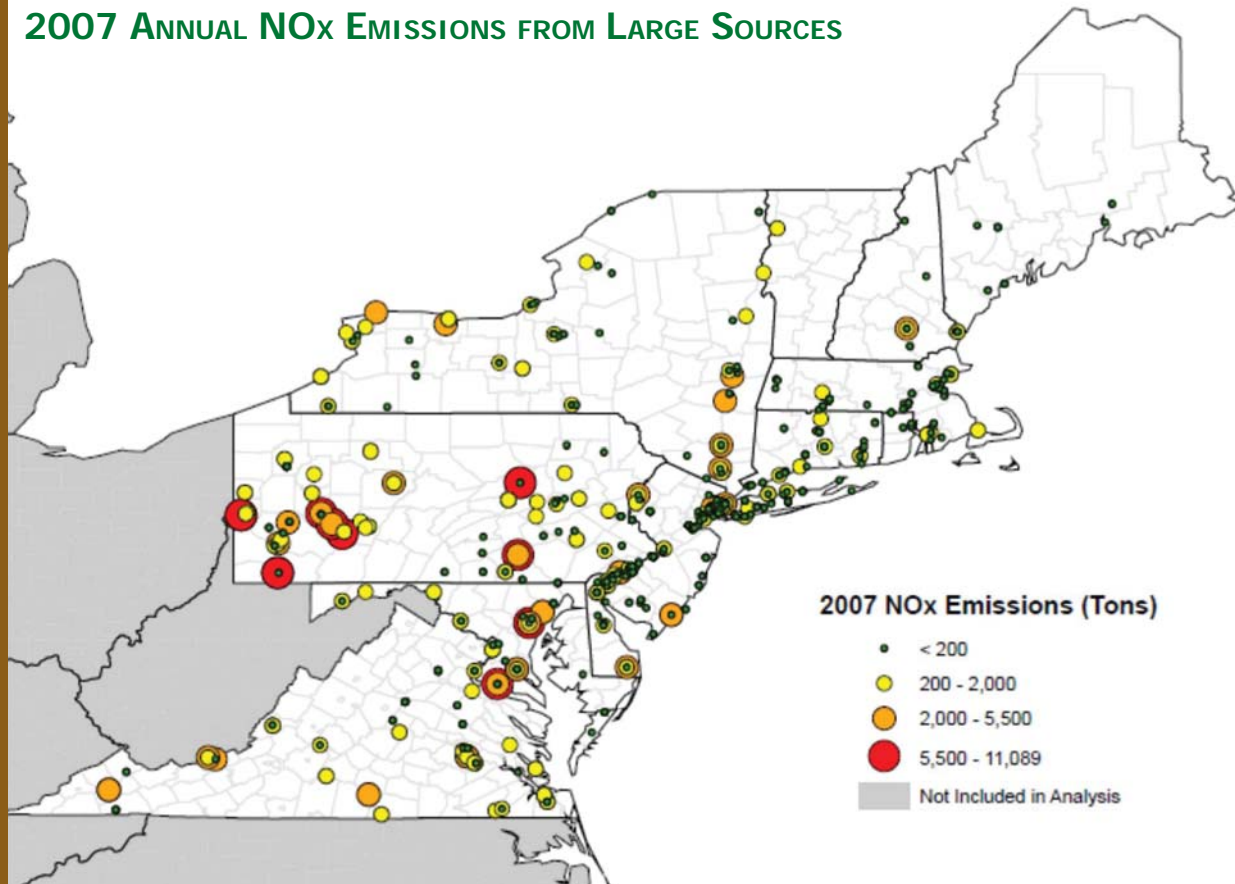 2007 ANNUAL NOx EMISSIONS FROM LARGE SOURCES
2007 NOx Emissions (Tons)
< 200
200 - 2,000
2,000 - 5,500
5,500 - 11,089
Not Included in Analysis